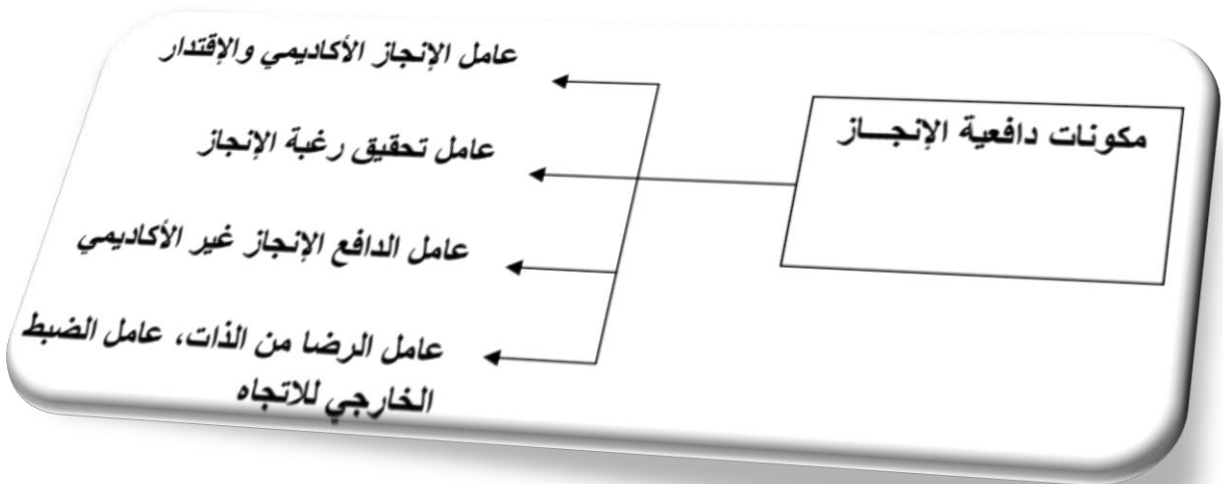 مكونات دافعية الإنجــاز
عامل الإنجاز الأكاديمي والإقتدار
عامل تحقيق رغبة الإنجاز
عامل الدافع الإنجاز غير الأكاديمي
عامل الرضا من الذات، عامل الضبط
الخارجي للاتجاه